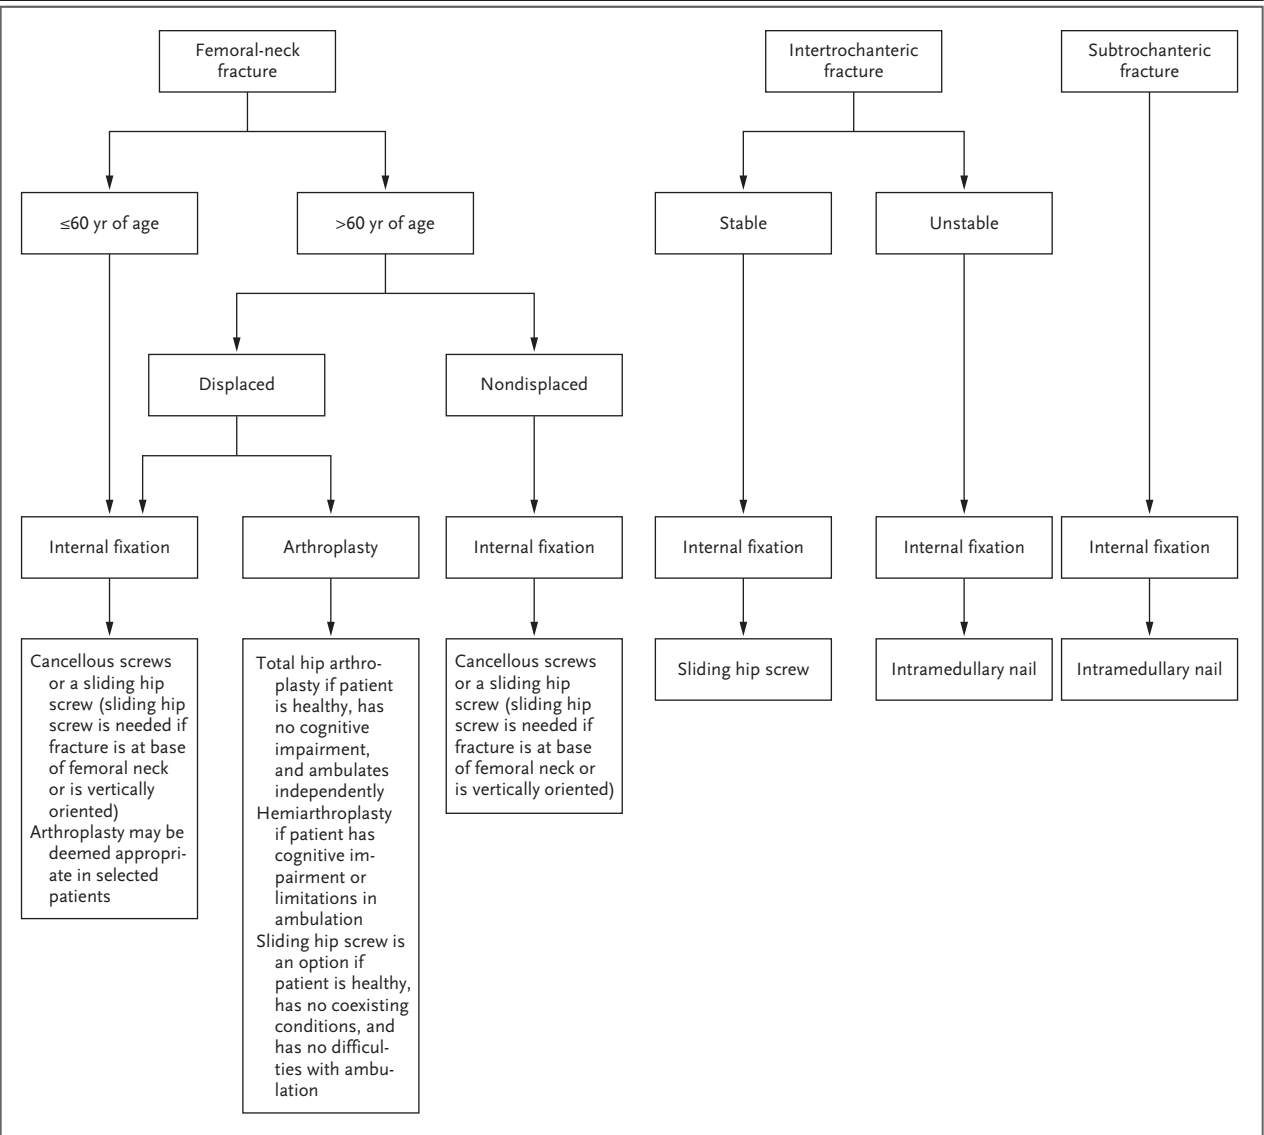 Femoral-neck
fracture
Intertrochanteric
fracture
Subtrochanteric
fracture
≤60 yr of age
>60 yr of age
Stable
Unstable
Displaced
Nondisplaced
Internal fixation
Arthroplasty
Internal fixation
Internal fixation
Internal fixation
Internal fixation
Cancellous screws
or a sliding hip
screw (sliding hip
screw is needed if
fracture is at base
of femoral neck
or is vertically
oriented)
Arthroplasty may be
deemed appropri-
ate in selected
patients
Total hip arthro-
plasty if patient
is healthy, has
no cognitive
impairment,
and ambulates
independently
Hemiarthroplasty
if patient has
cognitive im-
pairment or
limitations in
ambulation
Sliding hip screw is
an option if
patient is healthy,
has no coexisting
conditions, and
has no difficul-
ties with ambu-
lation
Cancellous screws
or a sliding hip
screw (sliding hip
screw is needed if
fracture is at base
of femoral neck or
is vertically oriented)
Sliding hip screw
Intramedullary nail
Intramedullary nail